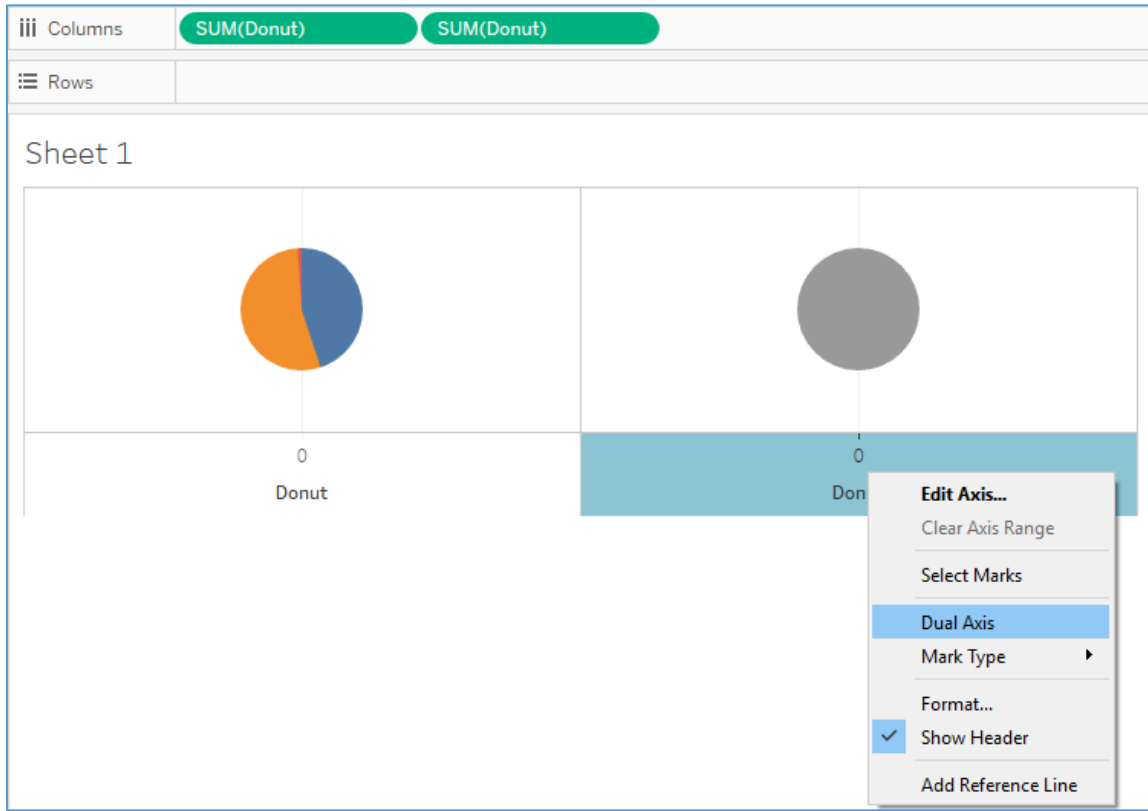 Columns SUM(Donut) SUM(Donut)
Rows
Sheet 1
0 0
Donut Don
Edit Axis...
Clear Axis Range
Select Marks
Dual Axis
Mark Type
Format...
Show Header
Add Reference Line